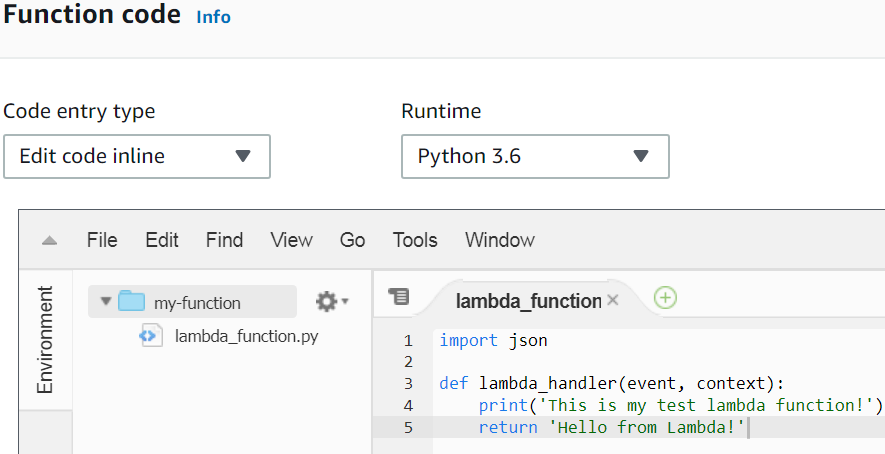 Function code Info
Code entry type Runtime
Edit code inline Python 3.6
File Edit Find View Go Tools Window
Environment
my-function
lambda_function.py
lambda_function
1 import json
2
3 def lambda_handler(event, context):
4 print('This is my test lambda function!')
5 return 'Hello from Lambda!'